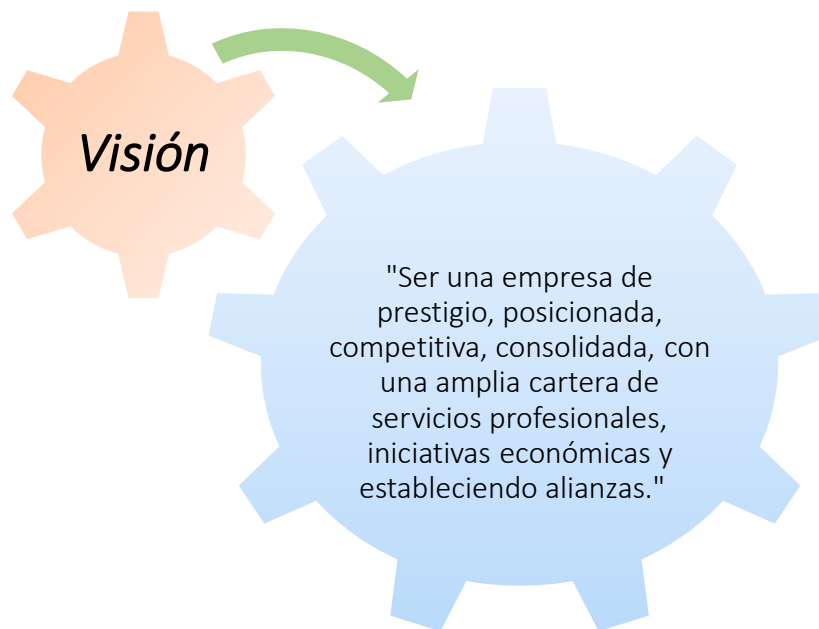 Visión
"Ser una empresa de
prestigio, posicionada,
competitiva, consolidada, con
una amplia cartera de
servicios profesionales,
iniciativas económicas y
estableciendo alianzas."